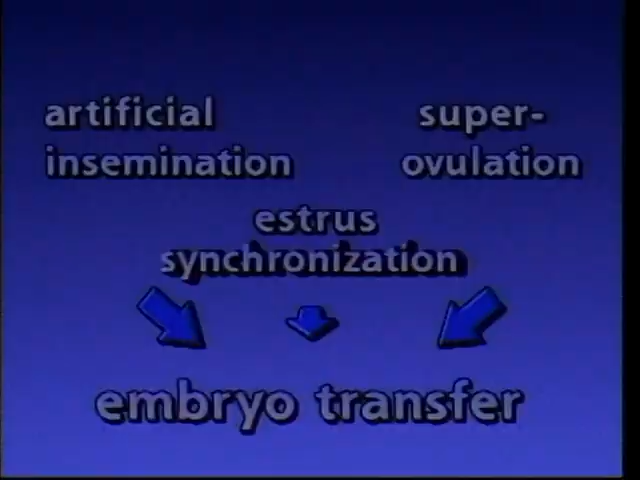 artificial
insemination
super-
ovulation
estrus
synchronization
embryo transfer